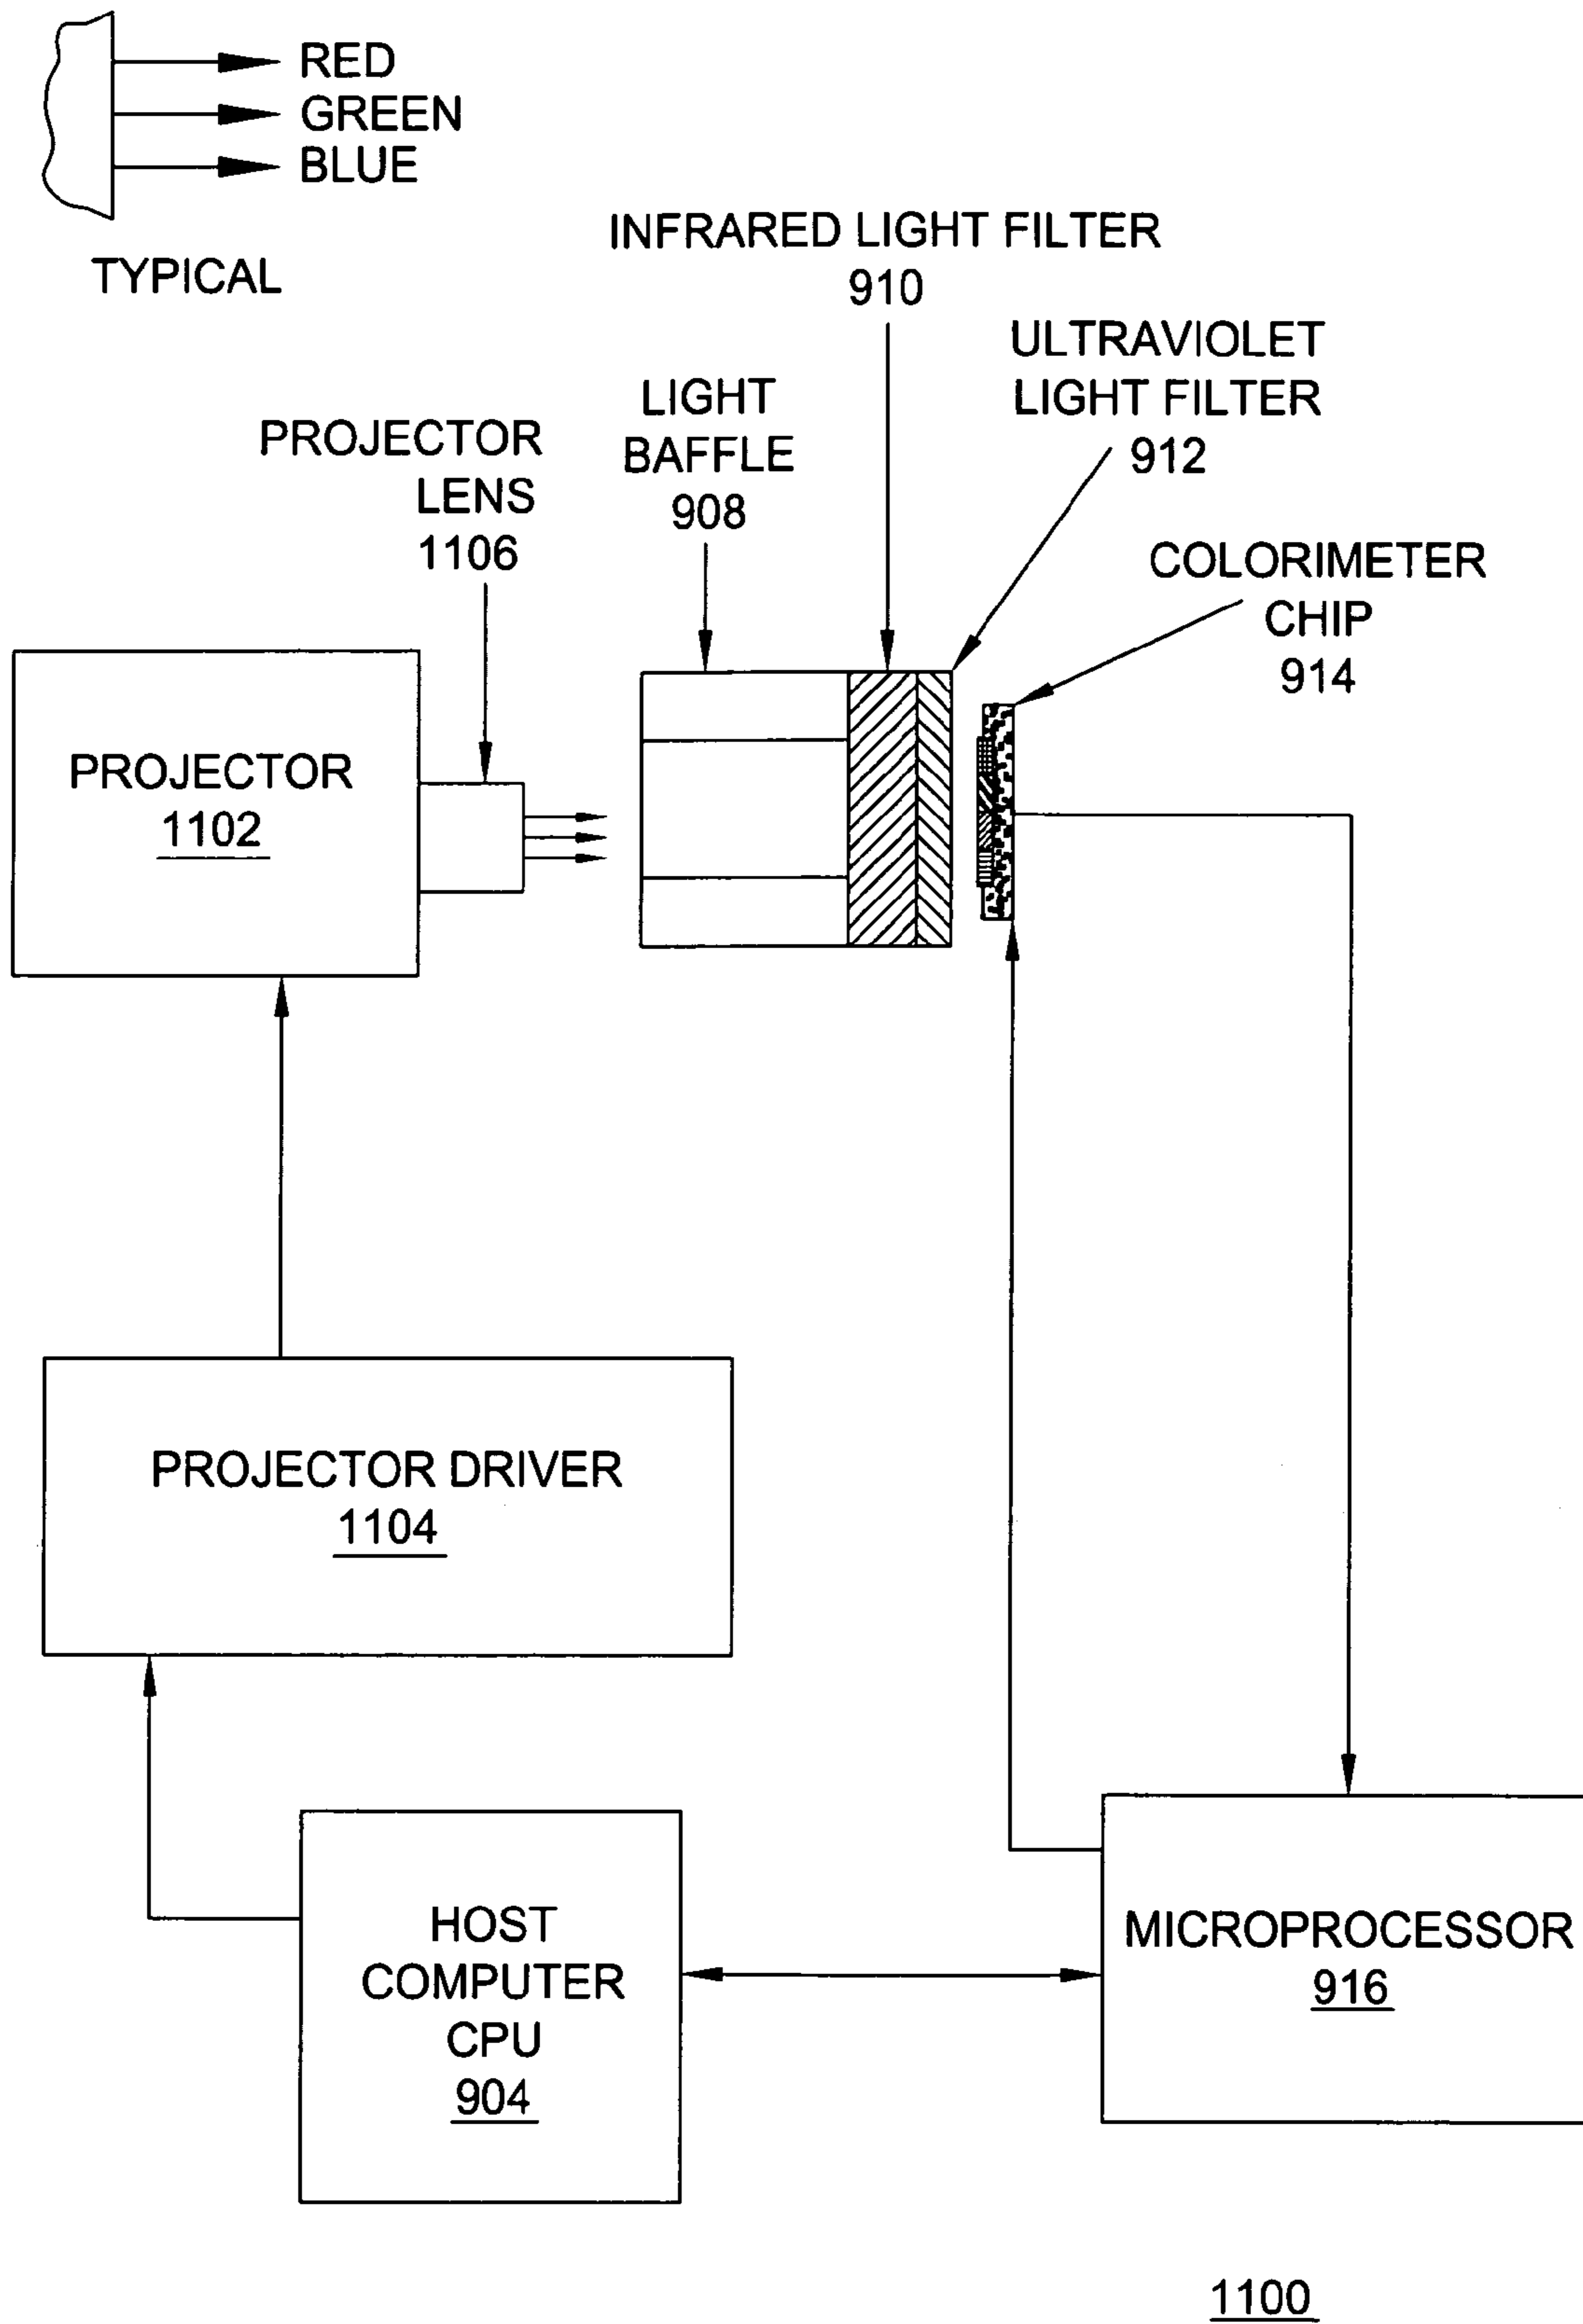 RED
GREEN
BLUE
TYPICAL
INFRARED LIGHT FILTER
910
ULTRAVIOLET
LIGHT FILTER
912
LIGHT
BAFFLE
908
PROJECTOR
LENS
1106
COLORIMETER
CHIP
914
PROJECTOR
1102
PROJECTOR DRIVER
1104
HOST
COMPUTER
CPU
904
MICROPROCESSOR
916
1100